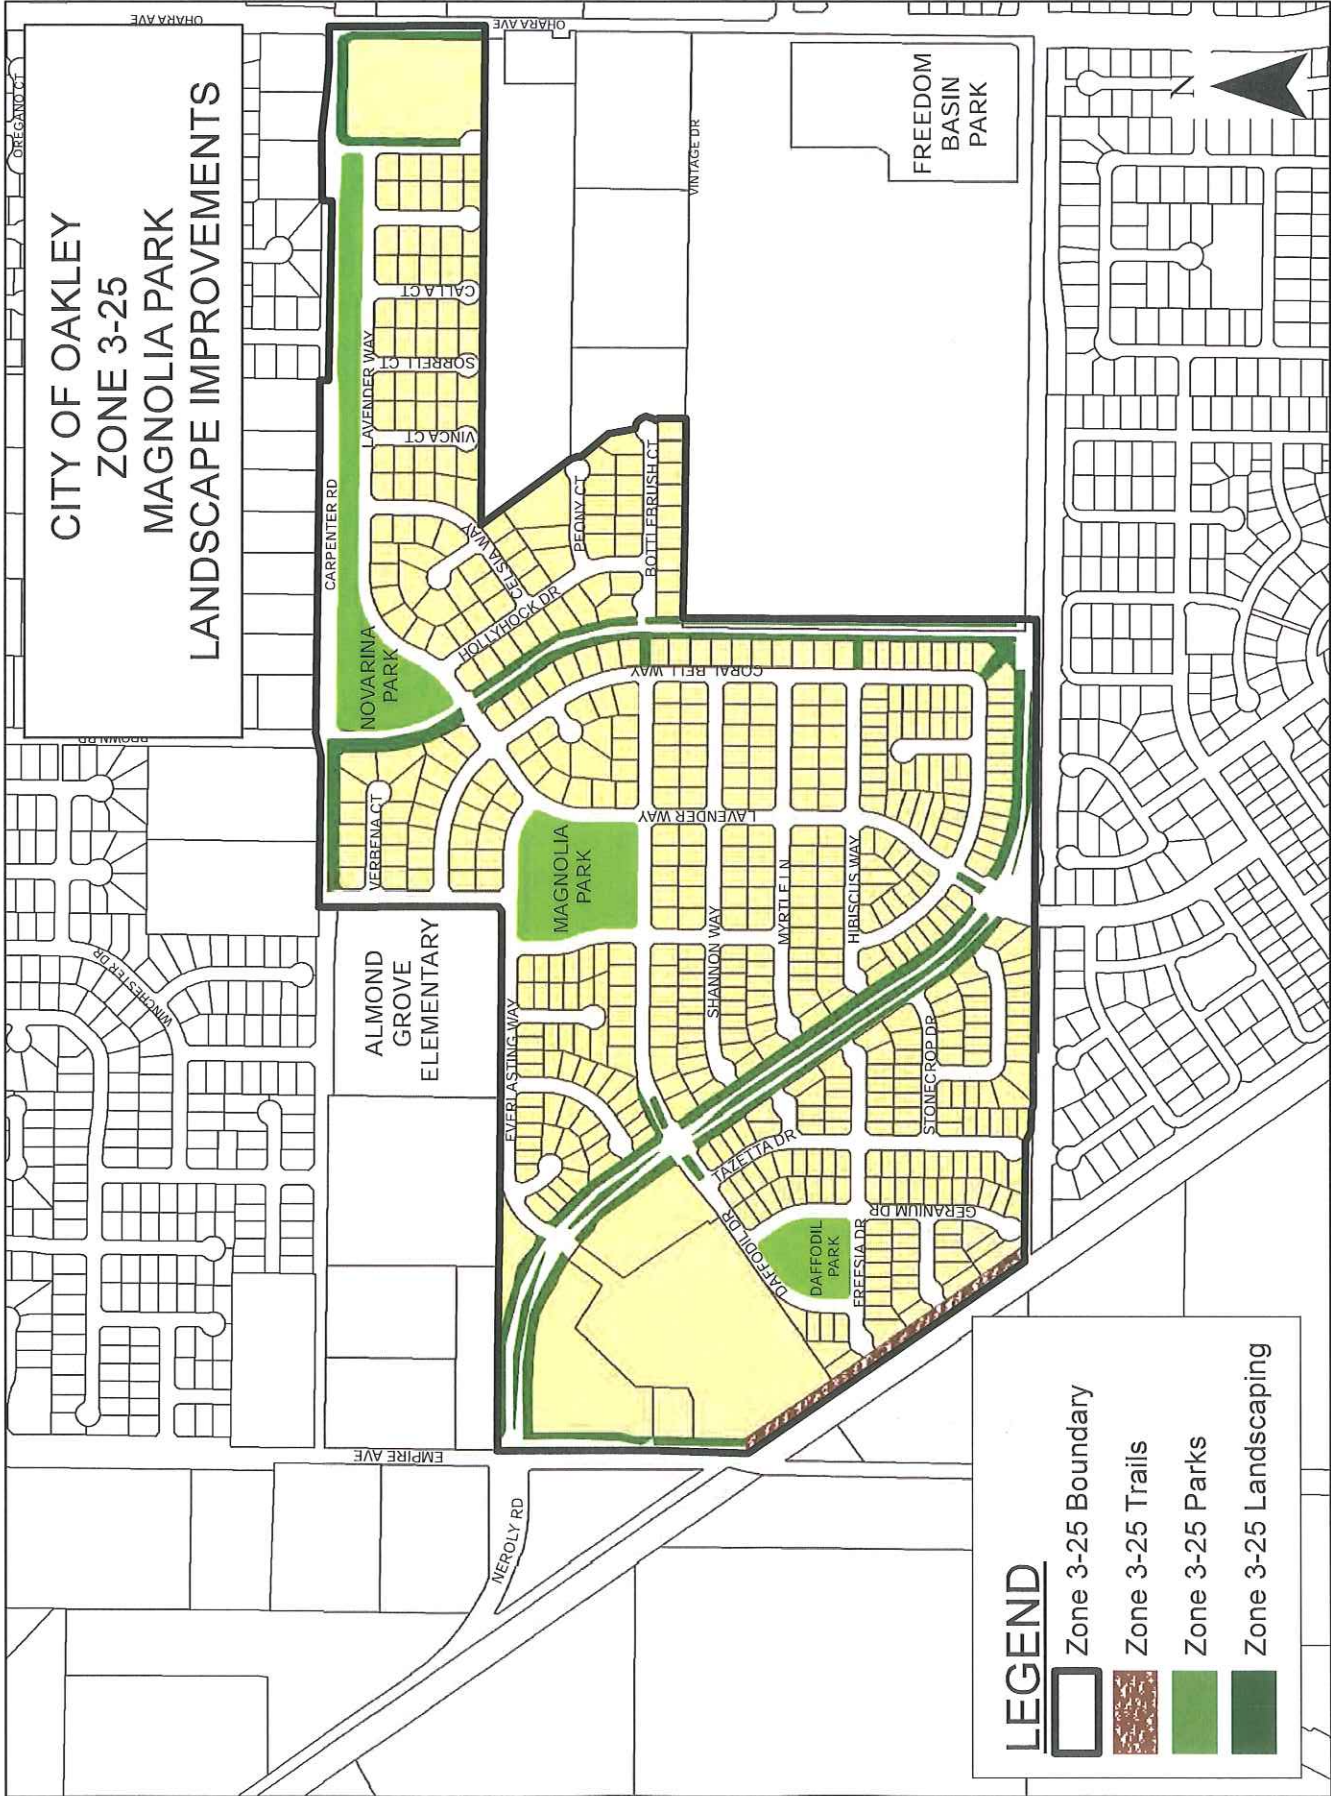 CITY OF OAKLEY
ZONE 3-25
MAGNOLIA PARK
LANDSCAPE IMPROVEMENTS
OREGANO CT
OHARA AVE
OHARA AVE
BROWN RD
WINCHESTER DR
CARPENTER RD
LAVENDER WAY
CALLA CT
SORRELL CT
VINCA CT
NOVARINA
PARK
CELSIA WAY
HOLLYHOCK DR
PEONY CT
BOTTLEBRUSH CT
VINTAGE DR
FREEDOM
BASIN
PARK
N
VERBENA CT
ALMOND
GROVE
ELEMENTARY
MAGNOLIA
PARK
CORAL BELL WAY
LAVENDER WAY
EVERLASTING WAY
SHANNON WAY
MYRTLE LN
HIBISCUS WAY
STONECROP DR
TAZETTA DR
DAFFODIL DR
DAFFODIL
PARK
FREESIA DR
GERANIUM DR
EMPIRE AVE
NEROLY RD
LEGEND
Zone 3-25 Boundary
Zone 3-25 Trails
Zone 3-25 Parks
Zone 3-25 Landscaping